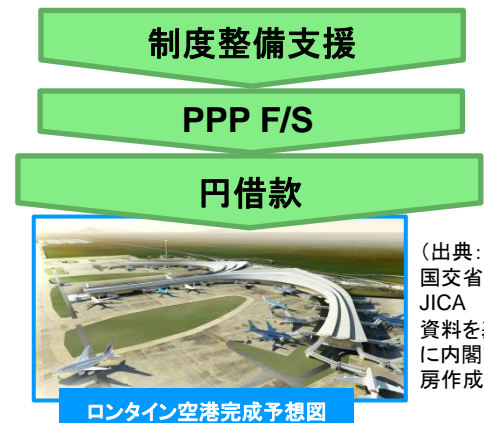 制度整備支援
PPP F/S
円借款
（出典：
国交省
JICA
資料を
に内閣
房作成
ロンタイン空港完成予想図